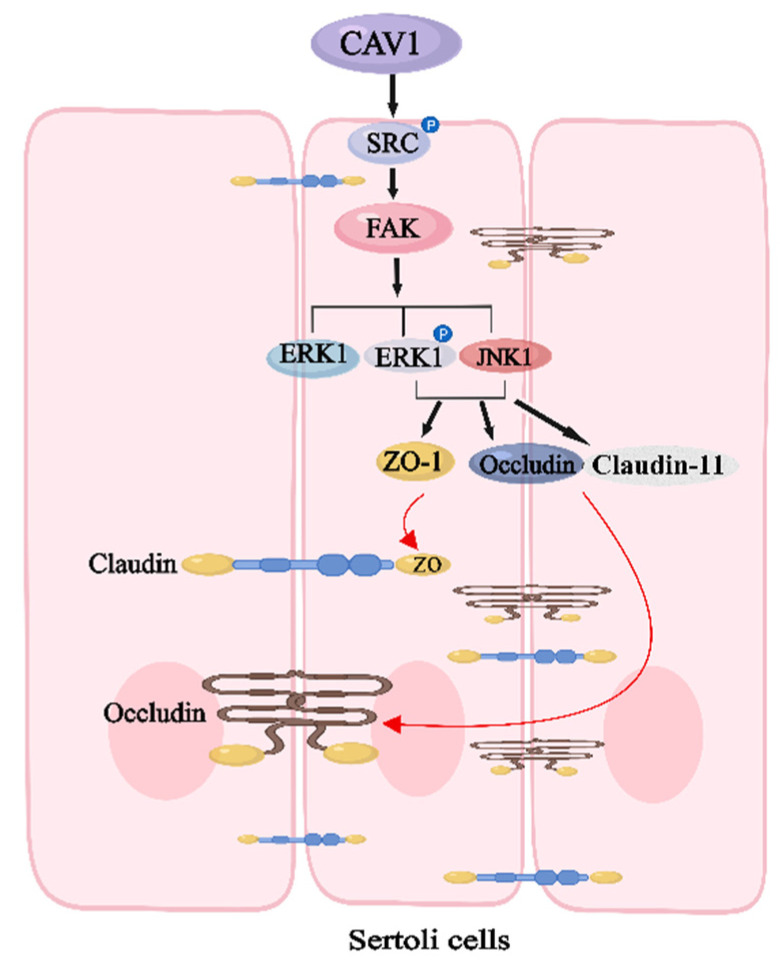 CAV1
P
SRC
FAK
P
ERK1 ERK1 JNK1
ZO-1 Occludin Claudin-11
Claudin ZO
Occludin
Sertoli cells